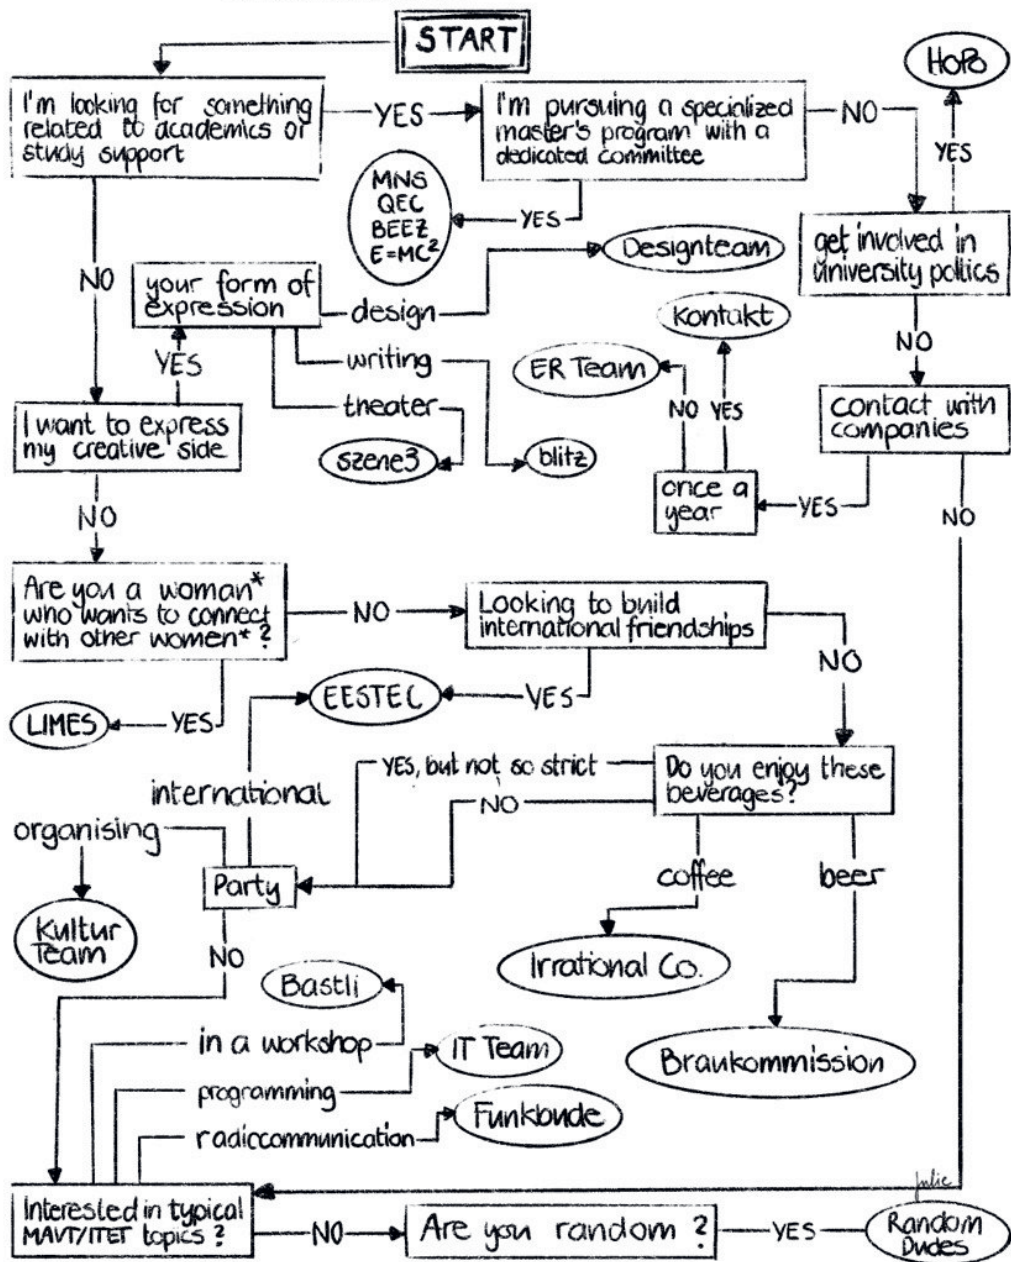 START
HoPo
I'm looking for something
related to academics or
study support
YES
I'm pursuing a specialized
master's program with a
dedicated committee
NO
YES
MNS
QEC
BEEZ
E=MC²
YES
get involved in
university politics
NO
NO
your form of
expression
design
Designteam
writing
theater
szene3
blitz
YES
I want to express
my creative side
Kontakt
ER Team
NO YES
once a
year
YES
contact with
companies
NO
NO
Are you a woman*
who wants to connect
with other women*?
NO
Looking to build
international friendships
NO
LIMES
YES
EESTEC
YES
YES, but not so strict
NO
Do you enjoy these
beverages?
international
organising
Party
coffee
beer
Kultur
Team
NO
Irrational Co.
Braukommission
Bastli
in a workshop
IT Team
programming
Funkbude
radiocommunication
Interested in typical
MAVT/ITET topics?
NO
Are you random?
YES
Julie
Random
Dudes